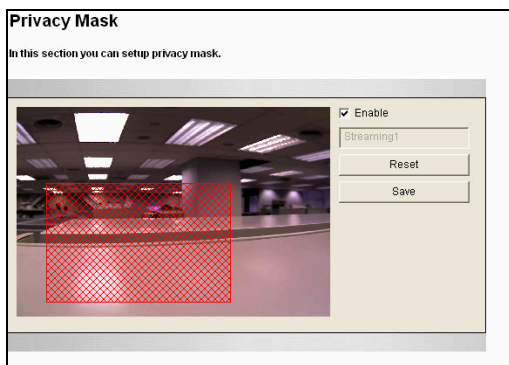 Privacy Mask
In this section you can setup privacy mask.
Enable
Streaming1
Reset
Save